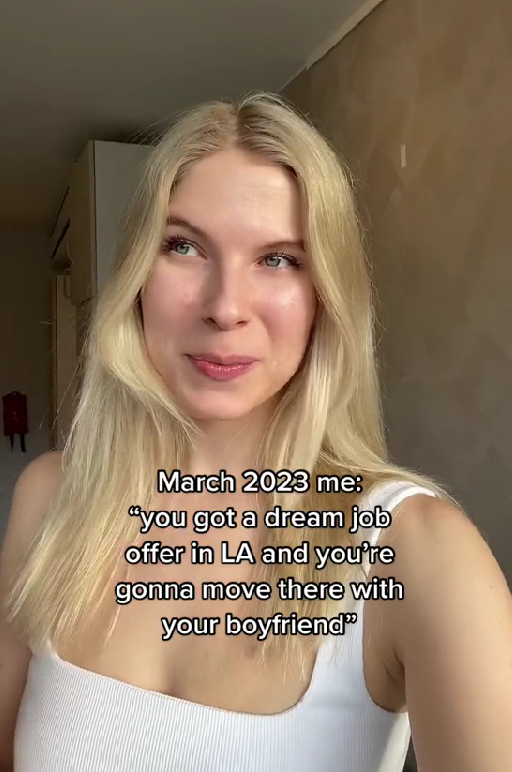 March 2023 me:
“you got a dream job
offer in LA and you’re
gonna move there with
your boyfriend”